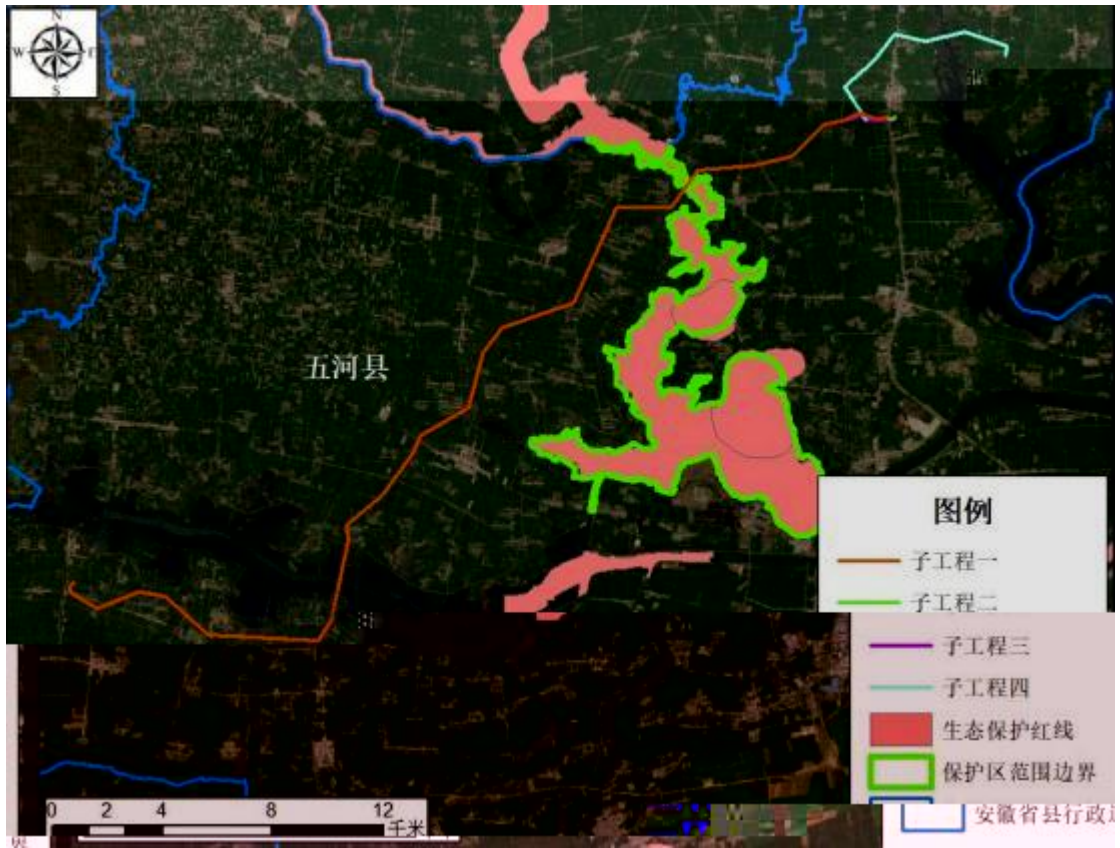 N
W E
S
五河县
图例
子工程一
子工程二
子工程三
子工程四
生态保护红线
保护区范围边界
安徽省县行政
0 2 4 8 12
千米